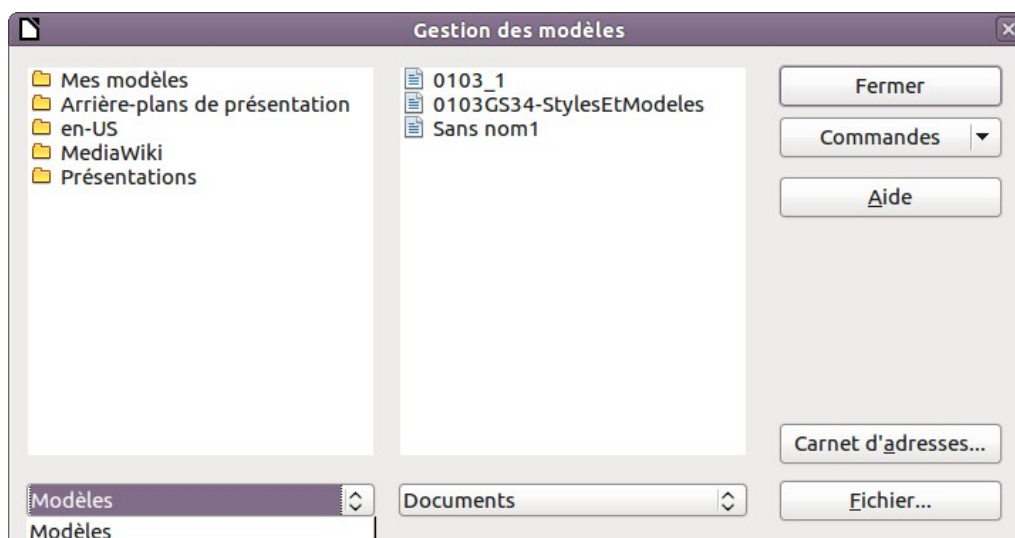 Gestion des modèles
Mes modèles
Arrière-plans de présentation
en-US
MediaWiki
Présentations
0103_1
0103GS34-StylesEtModeles
Sans nom1
Fermer
Commandes
Aide
Carnet d'adresses...
Modèles
Documents
Fichier...
Modèles